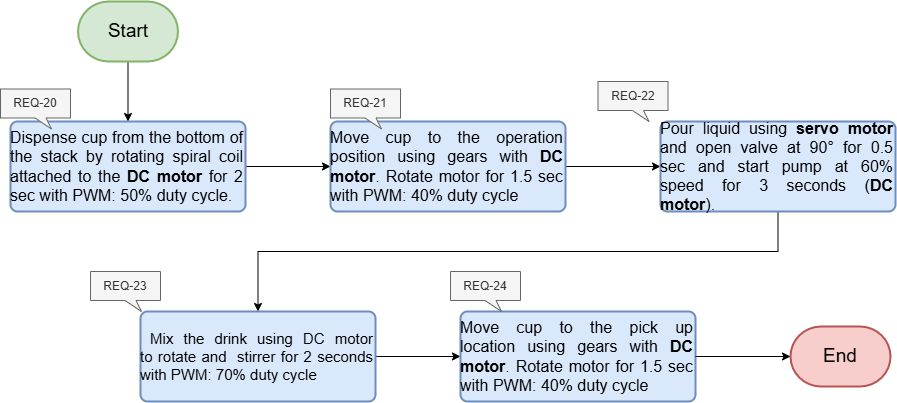 Start
REQ-20
Dispense cup from the bottom of
the stack by rotating spiral coil
attached to the DC motor for 2
sec with PWM: 50% duty cycle.
REQ-21
Move cup to the operation
position using gears with DC
motor. Rotate motor for 1.5 sec
with PWM: 40% duty cycle
REQ-22
Pour liquid using servo motor
and open valve at 90° for 0.5
sec and start pump at 60%
speed for 3 seconds (DC
motor).
REQ-23
Mix the drink using DC motor
to rotate and stirrer for 2 seconds
with PWM: 70% duty cycle
REQ-24
Move cup to the pick up
location using gears with DC
motor. Rotate motor for 1.5 sec
with PWM: 40% duty cycle
End